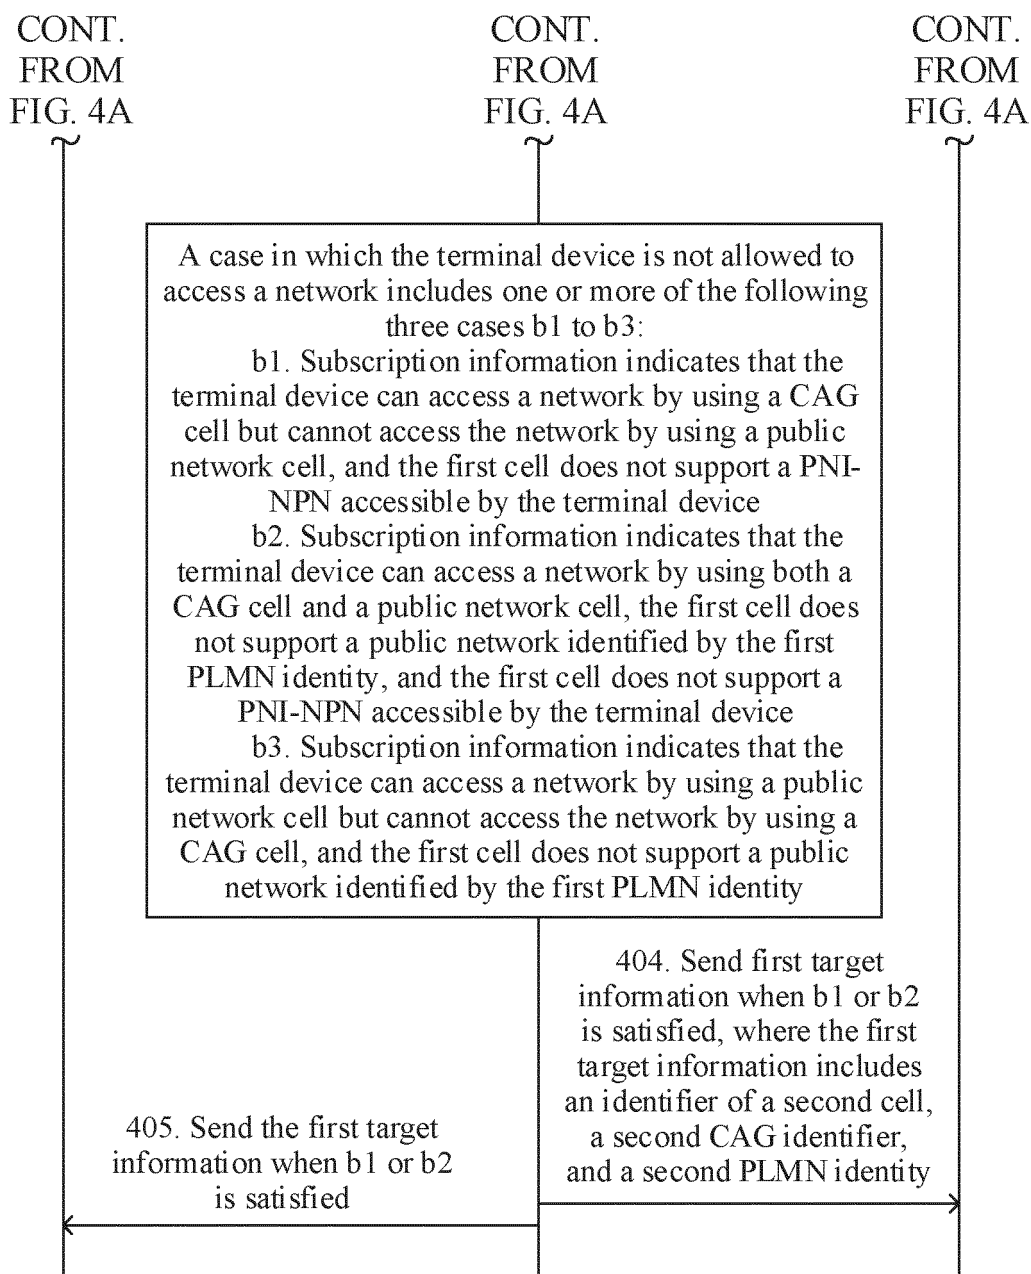 CONT.
FROM
FIG. 4A
CONT.
FROM
FIG. 4A
CONT.
FROM
FIG. 4A
A case in which the terminal device is not allowed to
access a network includes one or more of the following
three cases b1 to b3:
b1. Subscription information indicates that the
terminal device can access a network by using a CAG
cell but cannot access the network by using a public
network cell, and the first cell does not support a PNI-
NPN accessible by the terminal device
b2. Subscription information indicates that the
terminal device can access a network by using both a
CAG cell and a public network cell, the first cell does
not support a public network identified by the first
PLMN identity, and the first cell does not support a
PNI-NPN accessible by the terminal device
b3. Subscription information indicates that the
terminal device can access a network by using a public
network cell but cannot access the network by using a
CAG cell, and the first cell does not support a public
network identified by the first PLMN identity
404. Send first target
information when b1 or b2
is satisfied, where the first
target information includes
an identifier of a second cell,
a second CAG identifier,
and a second PLMN identity
405. Send the first target
information when b1 or b2
is satisfied